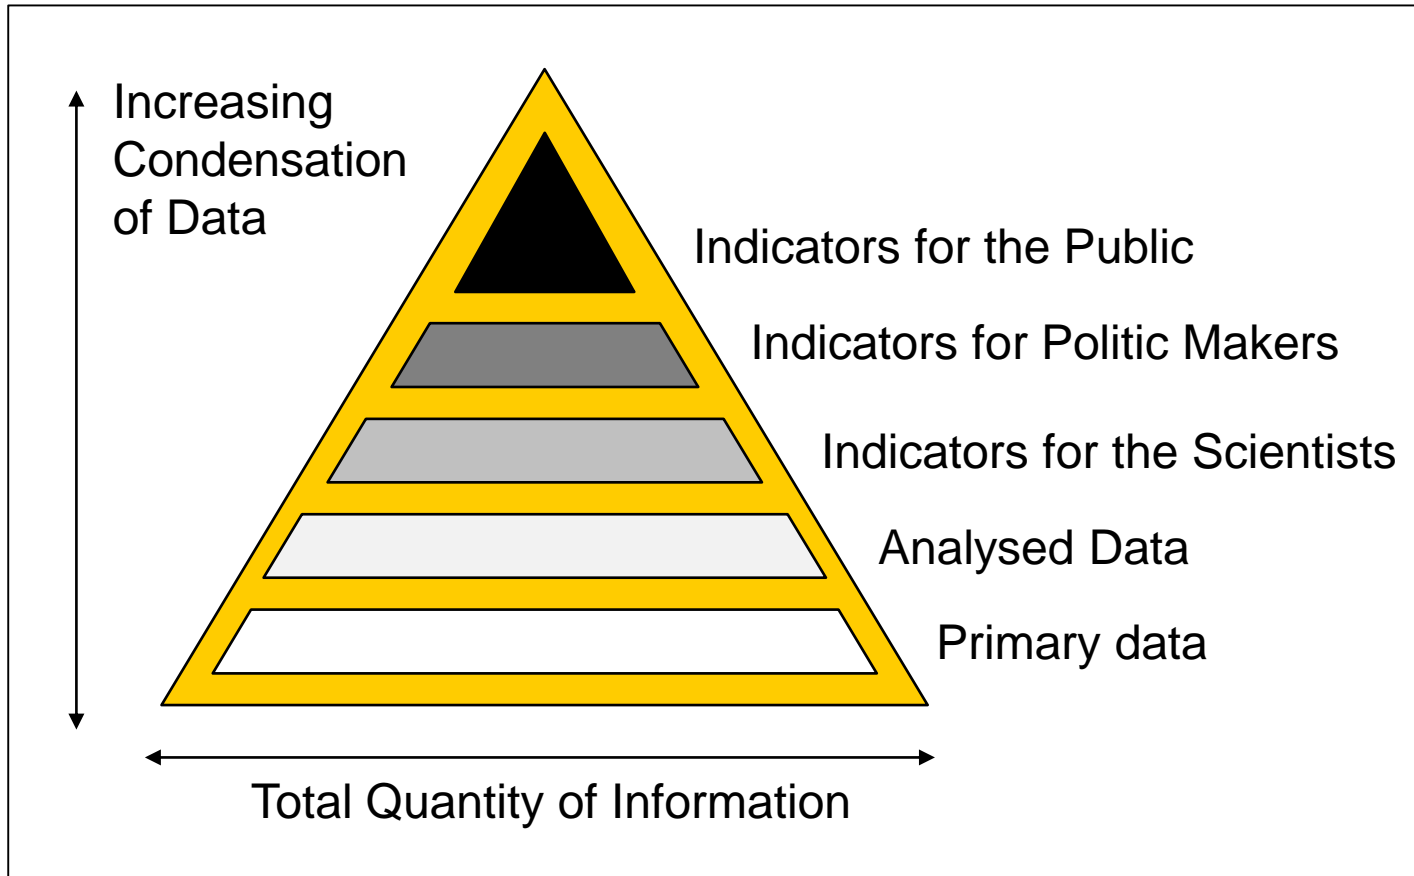 Increasing
Condensation
of Data
Indicators for the Public
Indicators for Politic Makers
Indicators for the Scientists
Analysed Data
Primary data
Total Quantity of Information